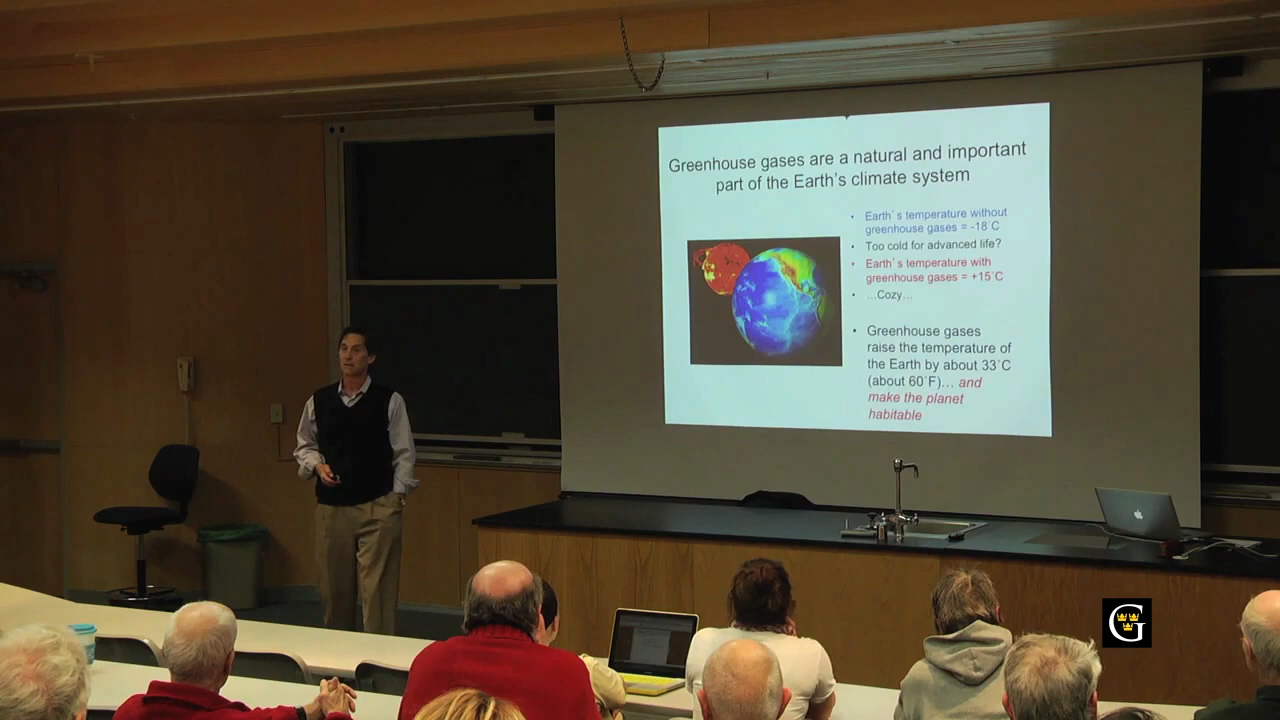 Greenhouse gases are a natural and important
part of the Earth's climate system
• Earth's temperature without
greenhouse gases = -18˚C
• Too cold for advanced life?
• Earth's temperature with
greenhouse gases = +15˚C
• …Cozy…
• Greenhouse gases
raise the temperature of
the Earth by about 33˚C
(about 60˚F)… and
make the planet
habitable
G